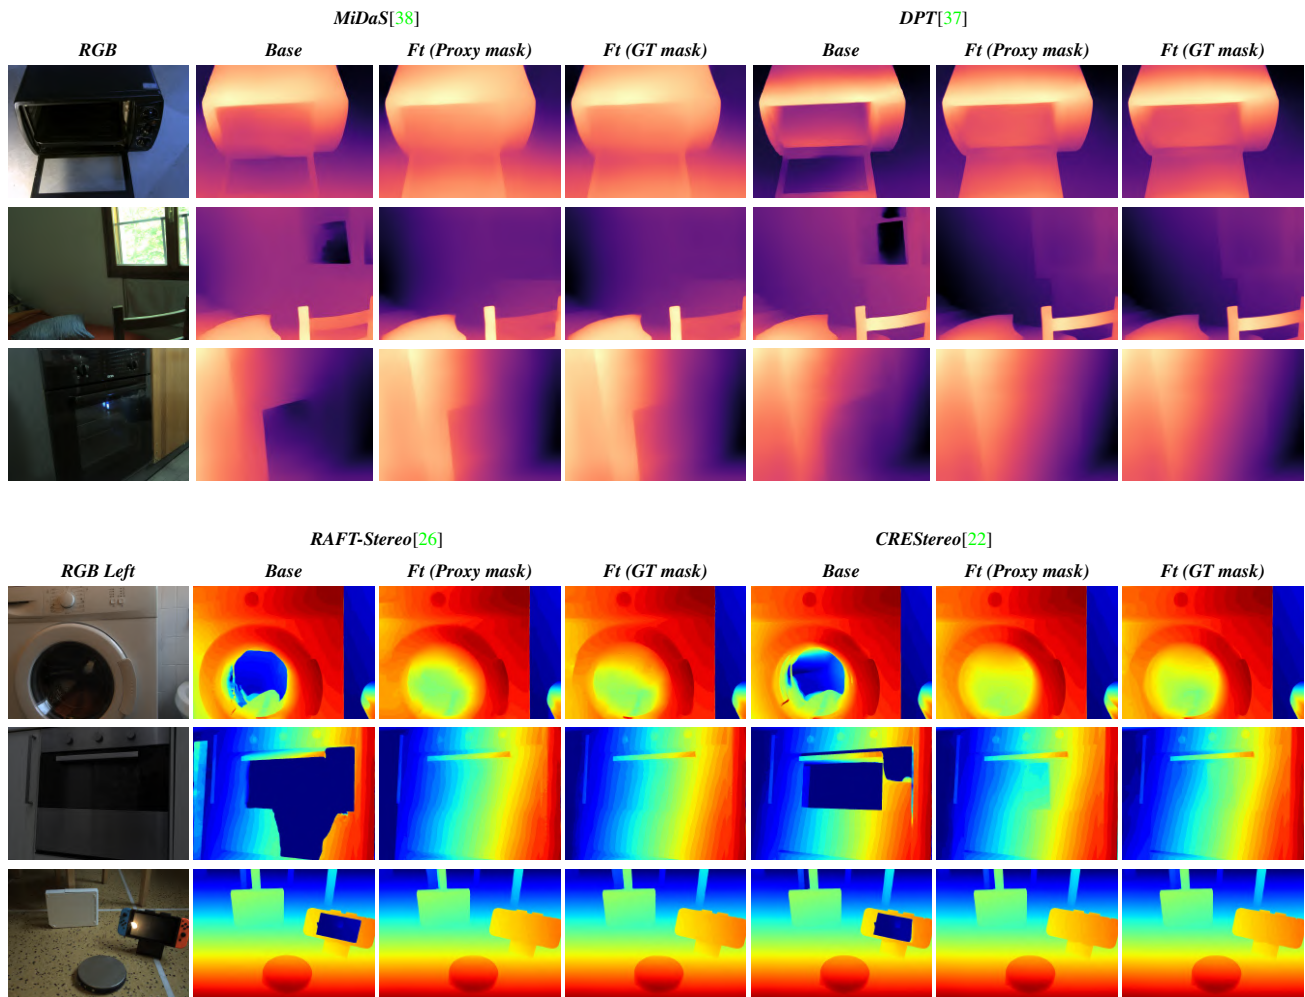 MiDaS[38] DPT[37]
RGB Base Ft (Proxy mask) Ft (GT mask) Base Ft (Proxy mask) Ft (GT mask)
RAFT-Stereo[26] CREStereo[22]
RGB Left Base Ft (Proxy mask) Ft (GT mask) Base Ft (Proxy mask) Ft (GT mask)